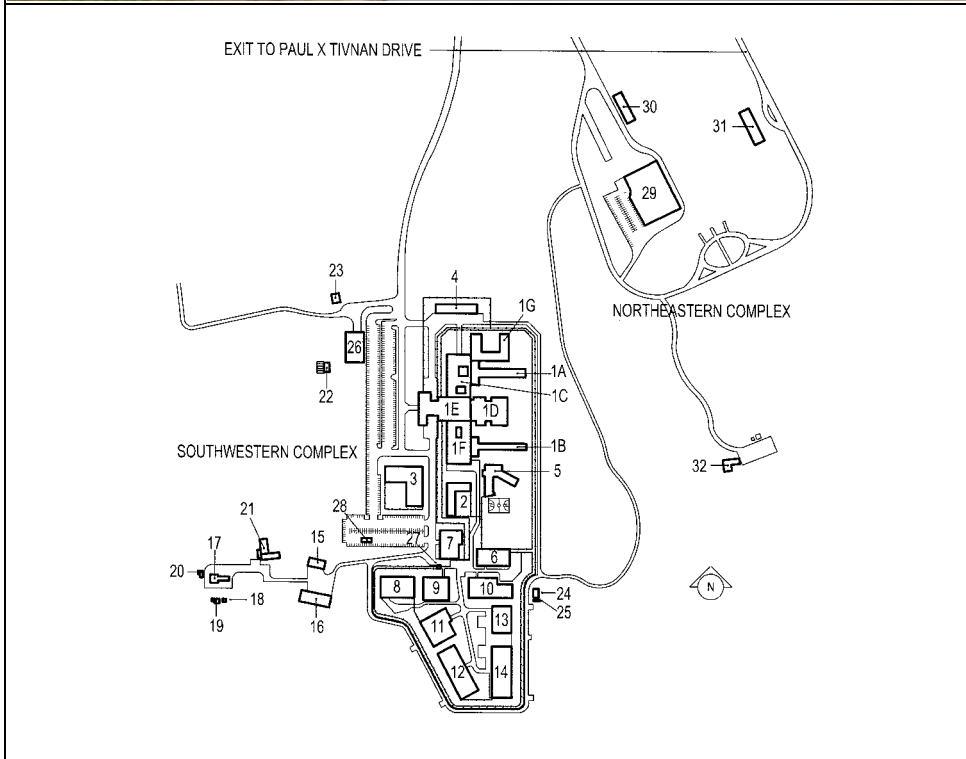 EXIT TO PAUL X TIVNAN DRIVE
30
31
29
23
4
NORTHEASTERN COMPLEX
1G
26
1A
22
1C
1E
1D
1F
1B
SOUTHWESTERN COMPLEX
32
5
3
28
2
21
15
27
7
17
6
20
8
9
10
N
24
18
25
19
16
11
13
12
14